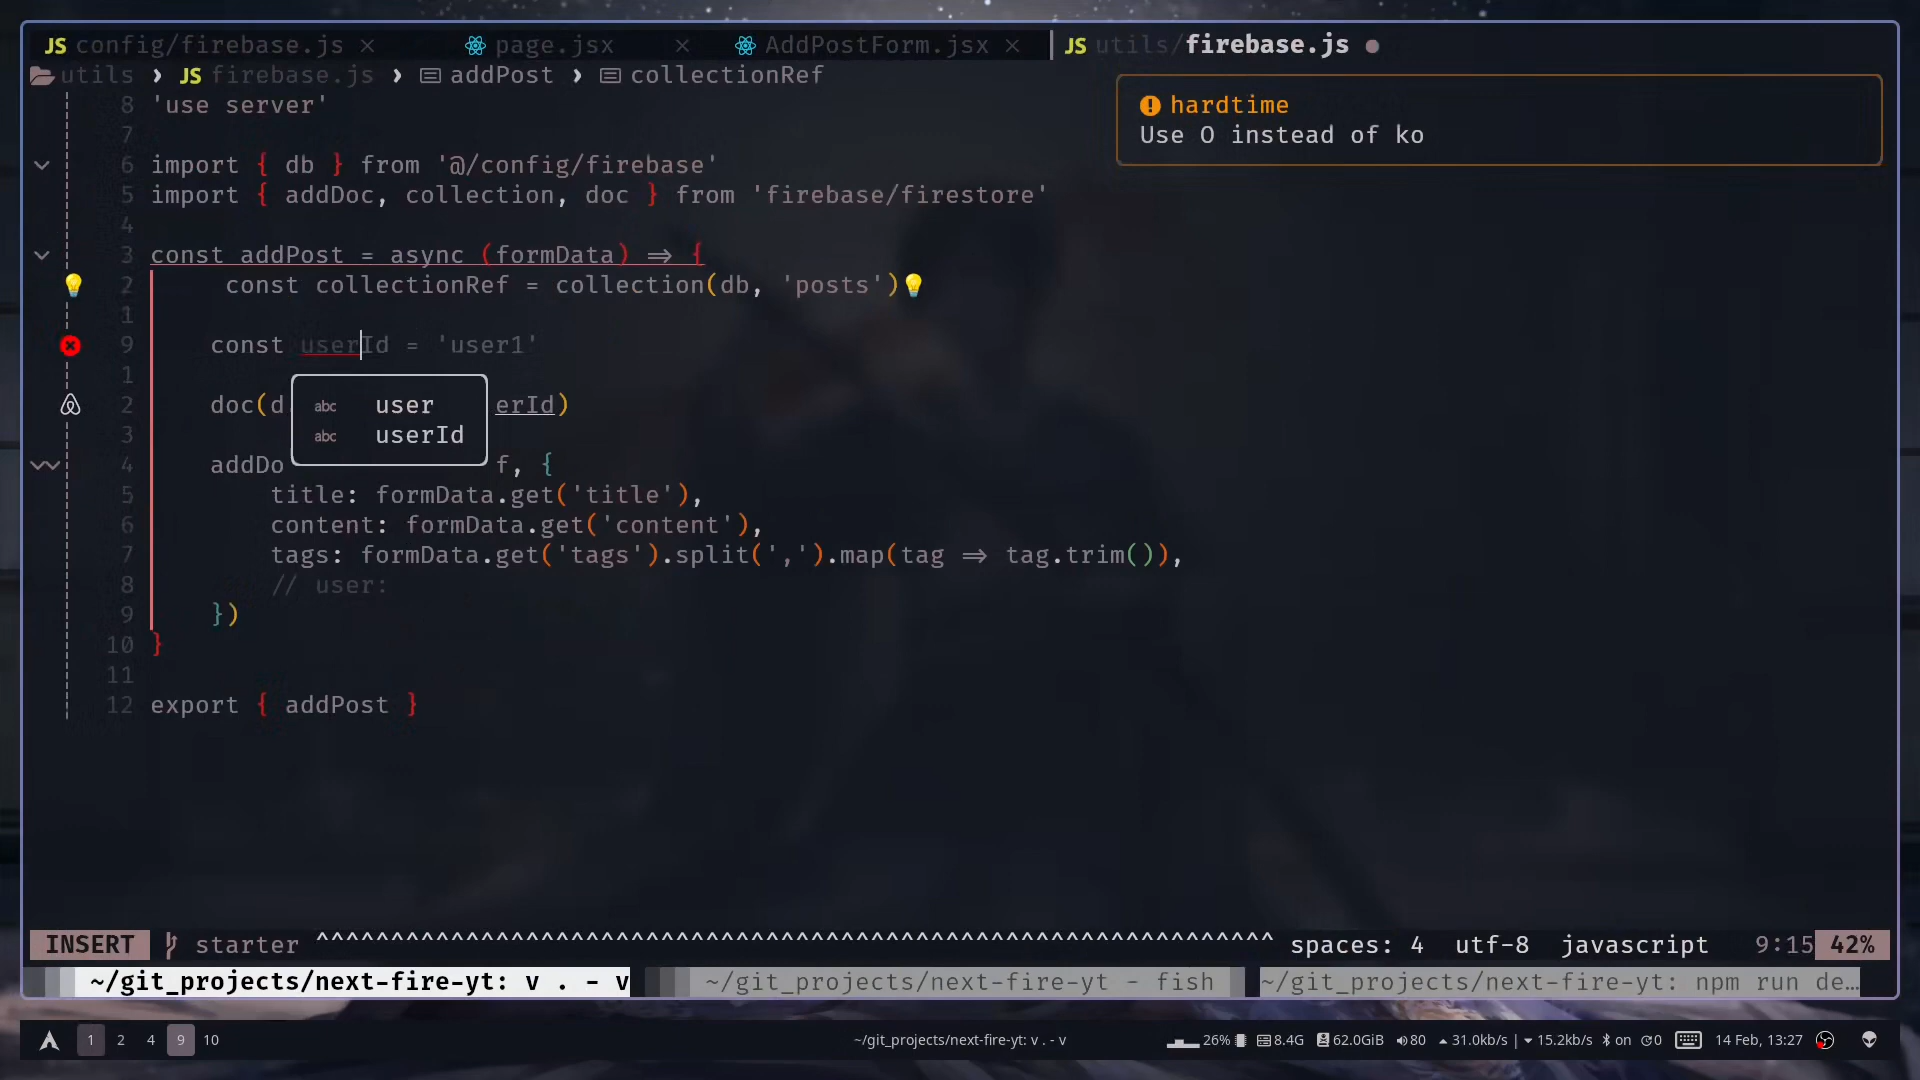 JS config/firebase.js × page.jsx × AddPostForm.jsx × JS utils/firebase.js ●
utils › JS firebase.js › addPost › collectionRef
hardtime
Use O instead of ko
8 'use server'
7
6 import { db } from '@/config/firebase'
5 import { addDoc, collection, doc } from 'firebase/firestore'
4
3 const addPost = async (formData) => {
2 const collectionRef = collection(db, 'posts')
1
9 const userId = 'user1'
1
2 doc(d erId)
3
4 addDo f, {
abc user
abc userId
5 title: formData.get('title'),
6 content: formData.get('content'),
7 tags: formData.get('tags').split(',').map(tag => tag.trim()),
8 // user:
9 })
10 }
11
12 export { addPost }
INSERT starter ^^^^^^^^^^^^^^^^^^^^^^^^^^^^^^^^^^^^^^^^^^^^^^^^^^^^^^^^^^^^^^^^ spaces: 4 utf-8 javascript 9:15 42%
~/git_projects/next-fire-yt: v . - v ~/git_projects/next-fire-yt - fish ~/git_projects/next-fire-yt: npm run de…
1 2 4 9 10 ~/git_projects/next-fire-yt: v . - v 26% 8.4G 62.0GiB 80 31.0kb/s | 15.2kb/s on 0 14 Feb, 13:27